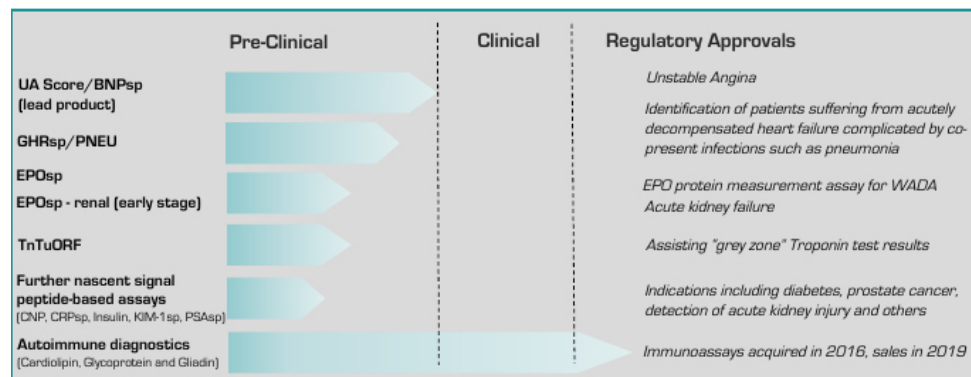 Pre-Clinical
Clinical
Regulatory Approvals
UA Score/BNPsp
(lead product)
Unstable Angina
GHRsp/PNEU
Identification of patients suffering from acutely
decompensated heart failure complicated by co-
present infections such as pneumonia
EPOsp
EPOsp - renal (early stage)
EPO protein measurement assay for WADA
Acute kidney failure
TnTuORF
Assisting "grey zone" Troponin test results
Further nascent signal
peptide-based assays
(CNP, CRPsp, Insulin, KIM-1sp, PSAsp)
Indications including diabetes, prostate cancer,
detection of acute kidney injury and others
Autoimmune diagnostics
(Cardiolipin, Glycoprotein and Gliadin)
Immunoassays acquired in 2016, sales in 2019